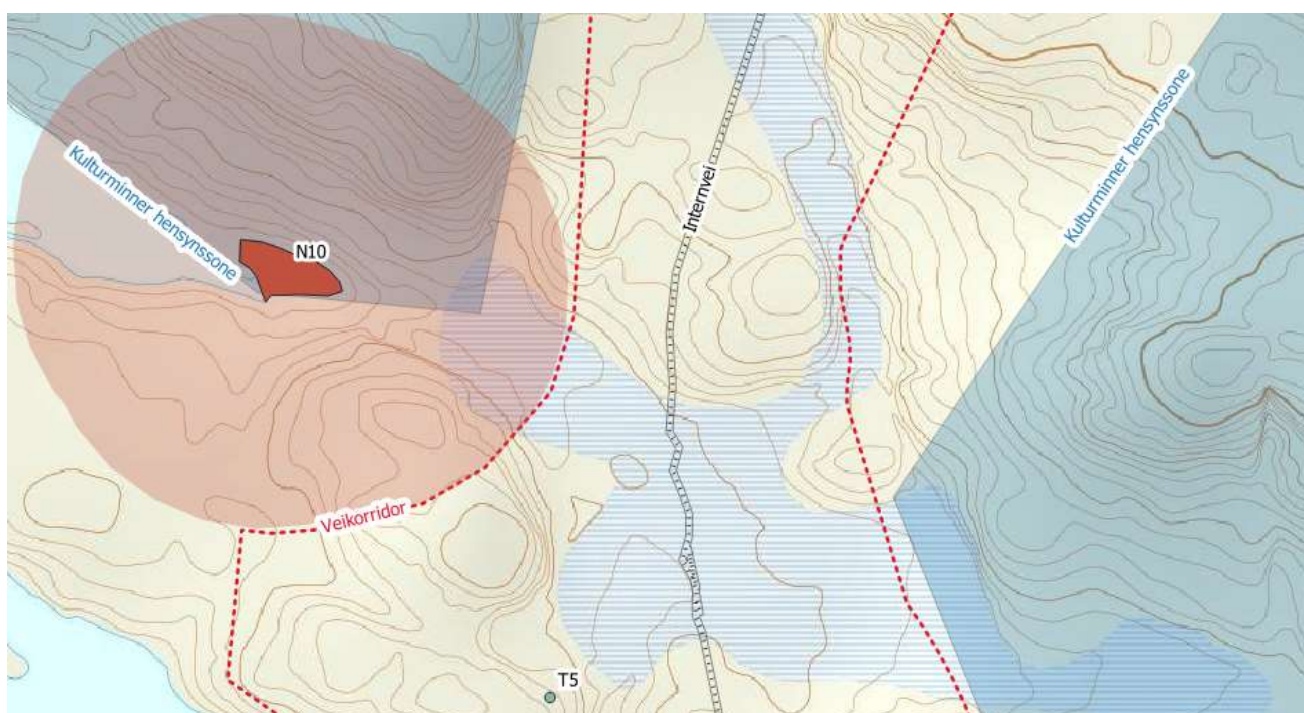 Kulturminner hensynssone
N10
Internvei
Kulturminner hensynssone
Veikorridor
T5